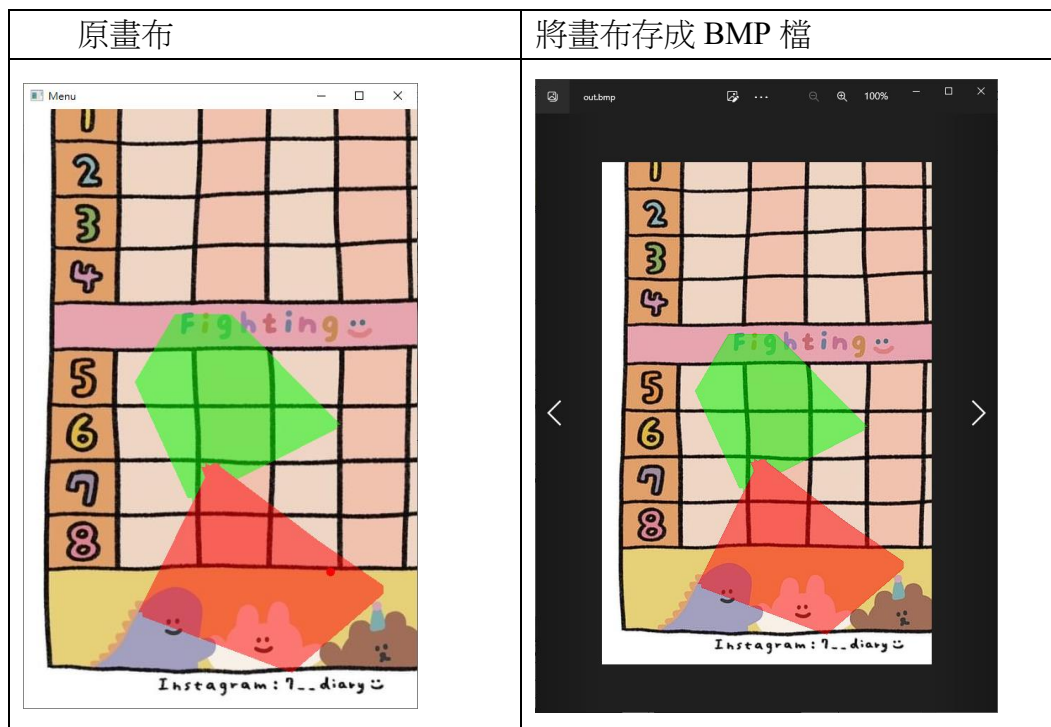 原畫布
將畫布存成 BMP 檔
Menu
1
2
3
4
Fighting
5
6
7
8
Instagram:7__diary
out.bmp
100%
1
2
3
4
Fighting
5
6
7
8
Instagram:7__diary